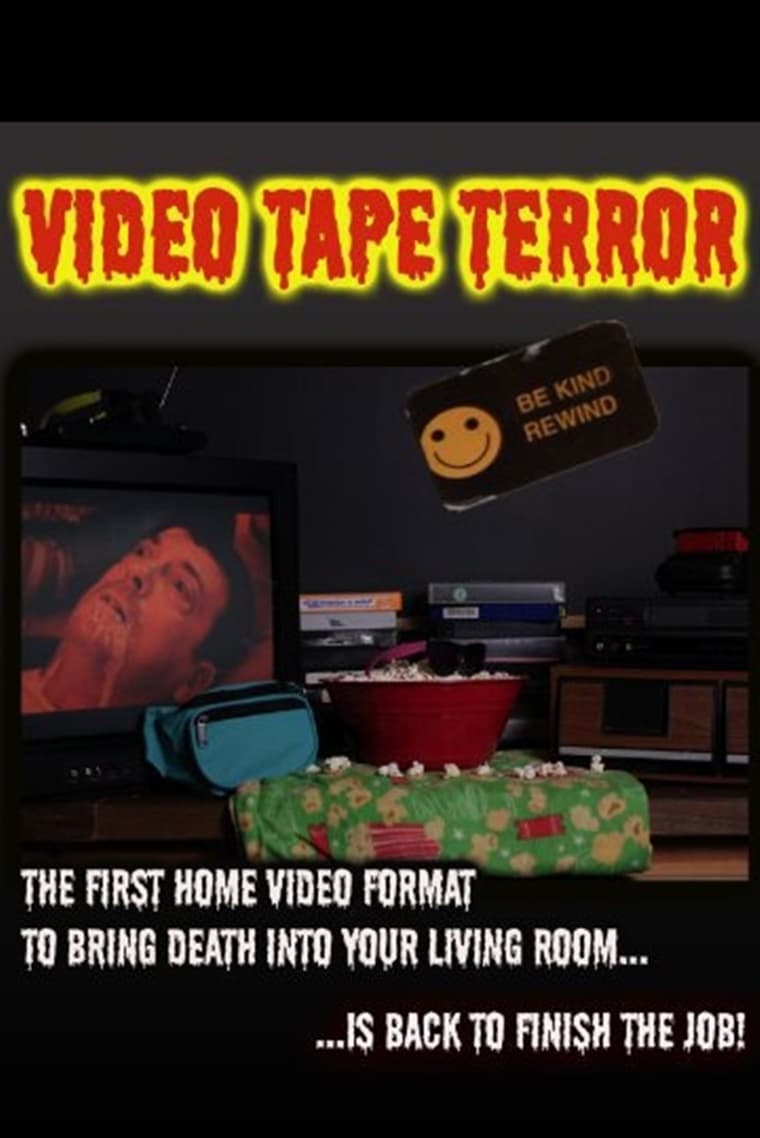 VIDEO TAPE TERROR
BE KIND
REWIND
THE FIRST HOME VIDEO FORMAT
TO BRING DEATH INTO YOUR LIVING ROOM...
...IS BACK TO FINISH THE JOB!